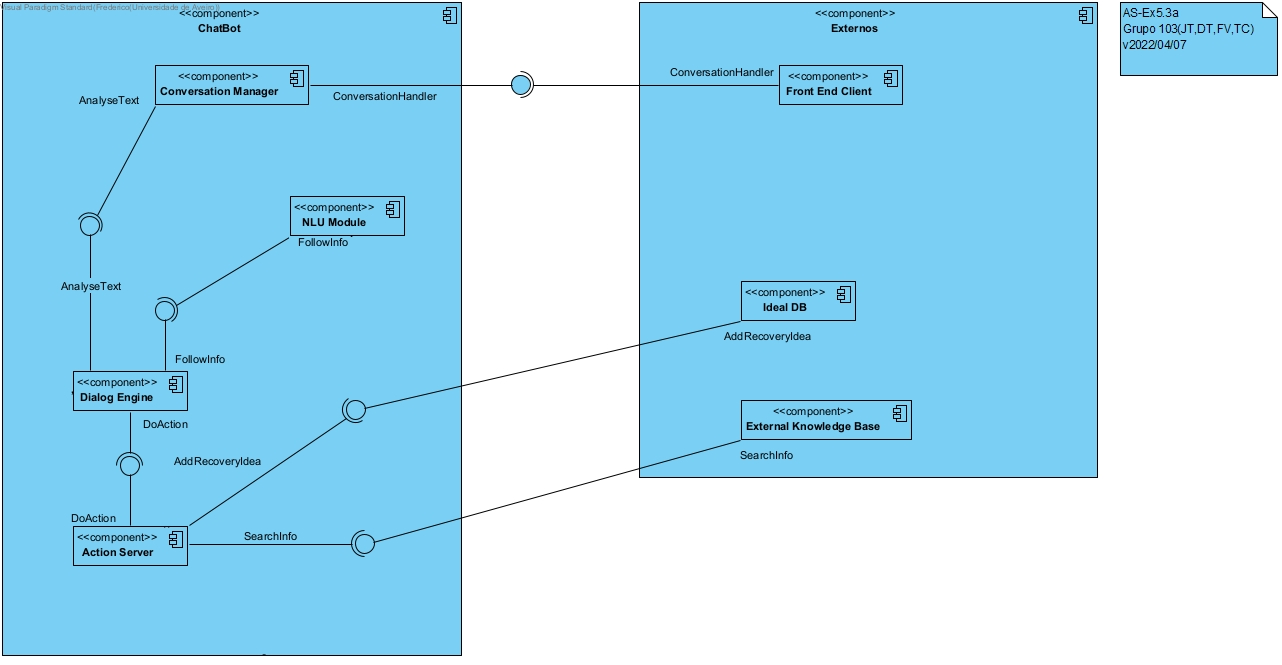 Visual Paradigm Standard(Frederico(Universidade de Aveiro))
<<component>>
ChatBot
<<component>>
Externos
AS-Ex5.3a
Grupo 103(JT,DT,FV,TC)
v2022/04/07
<<component>>
Conversation Manager
ConversationHandler
ConversationHandler
<<component>>
Front End Client
AnalyseText
<<component>>
NLU Module
FollowInfo
AnalyseText
FollowInfo
<<component>>
Ideal DB
AddRecoveryIdea
<<component>>
Dialog Engine
DoAction
<<component>>
External Knowledge Base
SearchInfo
AddRecoveryIdea
DoAction
<<component>>
Action Server
SearchInfo